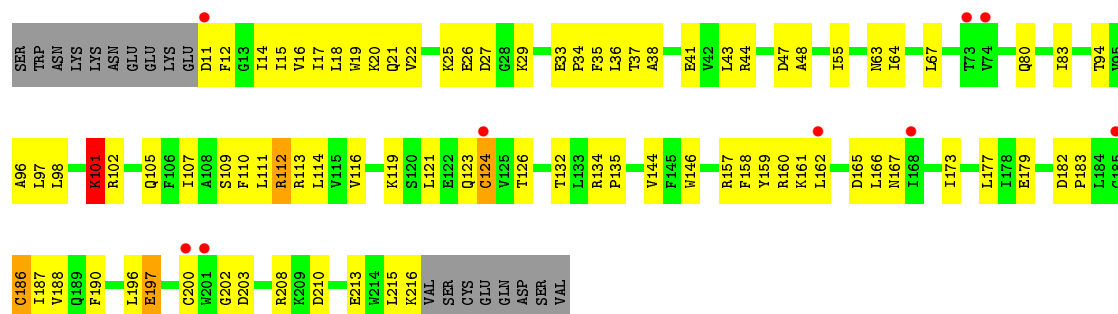 SER TRP ASN LYS LYS ASN GLU GLU LYS GLU D11 F12 G13 I14 I15 V16 I17 L18 W19 K20 Q21 V22 K25 E26 D27 G28 K29 E33 P34 F35 L36 T37 A38 E41 V42 L43 R44 D47 A48 I55 N63 I64 L67 T73 V74 Q80 I83 T94 V95
A96 L97 L98 K101 R102 Q105 F106 I107 A108 S109 F110 L111 R112 R113 L114 V115 V116 K119 S120 L121 E122 Q123 C124 V125 T126 T132 L133 R134 P135 V144 F145 W146 R157 F158 Y159 R160 K161 L162 D165 L166 N167 I168 I173 L177 I178 E179 D182 P183 L184 G185
C186 I187 V188 Q189 F190 L196 E197 C200 W201 G202 D203 R208 K209 D210 E213 W214 L215 K216 VAL SER CYS GLU GLN ASP SER VAL